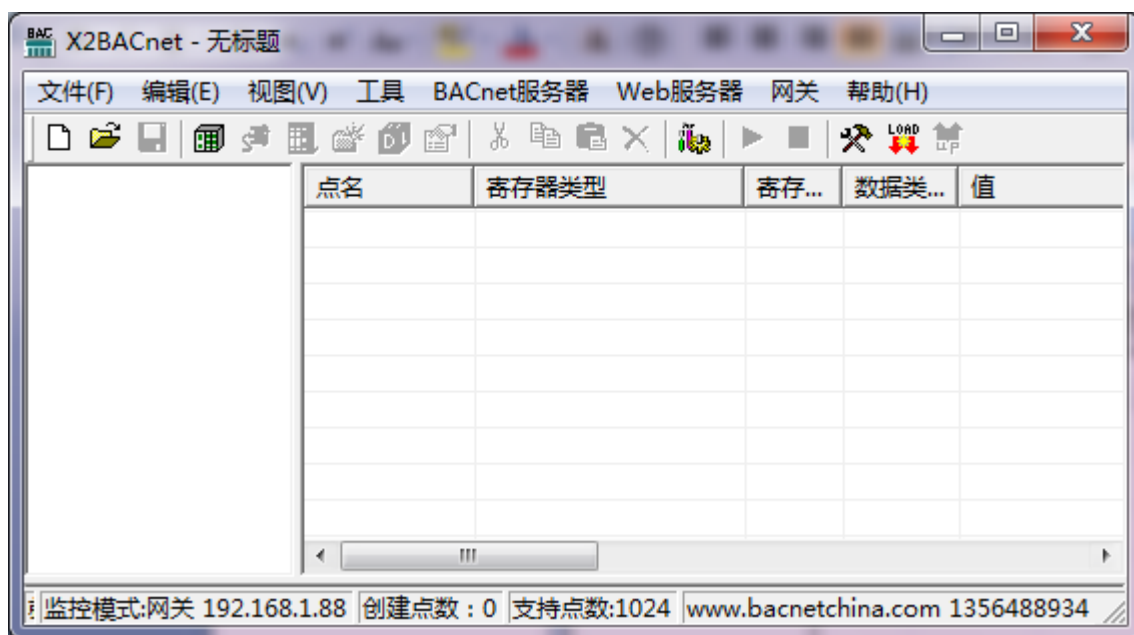 BAC X2BACnet - 无标题
文件(F) 编辑(E) 视图(V) 工具 BACnet服务器 Web服务器 网关 帮助(H)
LOAD UP
点名 寄存器类型 寄存... 数据类... 值
监控模式:网关 192.168.1.88 创建点数：0 支持点数:1024 www.bacnetchina.com 1356488934